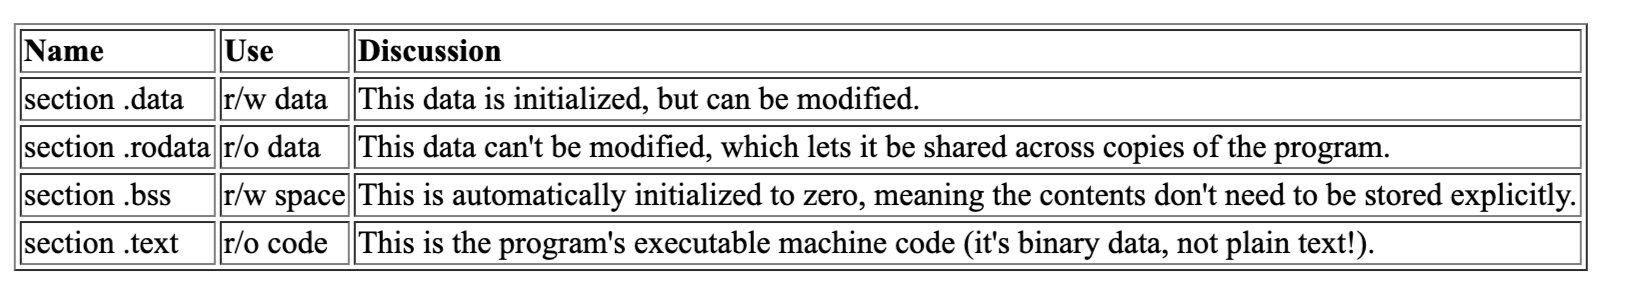 Name Use Discussion
section .data r/w data This data is initialized, but can be modified.
section .rodata r/o data This data can't be modified, which lets it be shared across copies of the program.
section .bss r/w space This is automatically initialized to zero, meaning the contents don't need to be stored explicitly.
section .text r/o code This is the program's executable machine code (it's binary data, not plain text!).